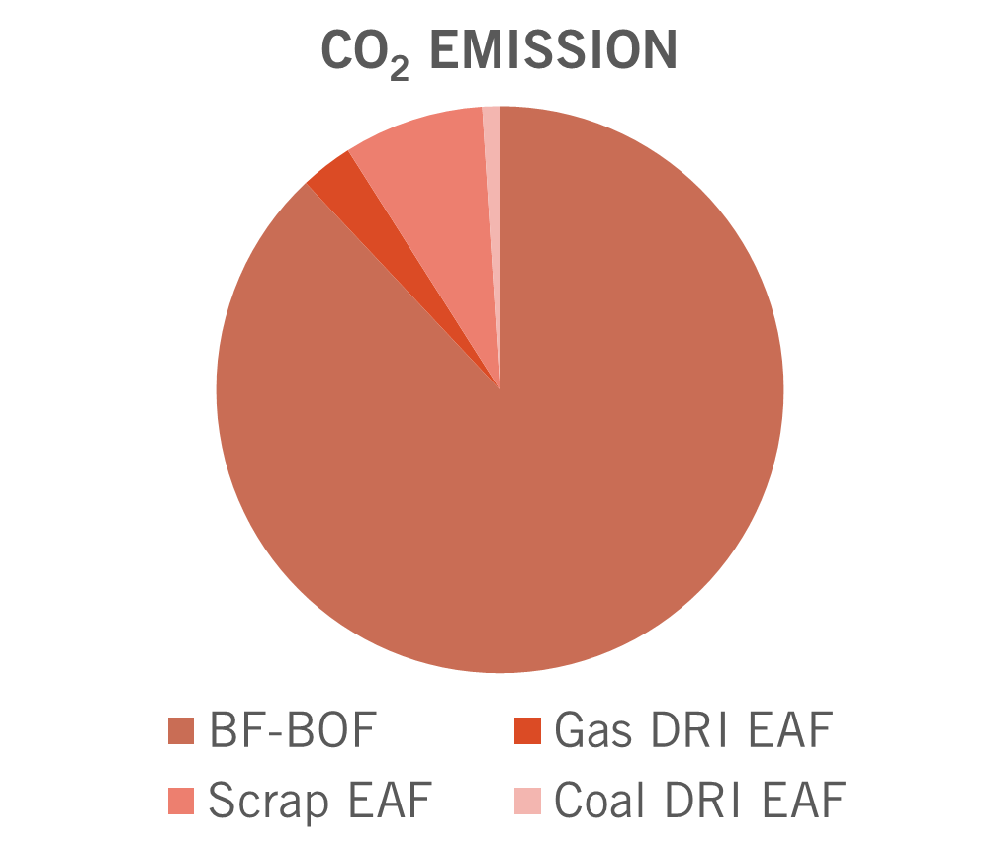 CO₂ EMISSION
BF-BOF
Gas DRI EAF
Scrap EAF
Coal DRI EAF